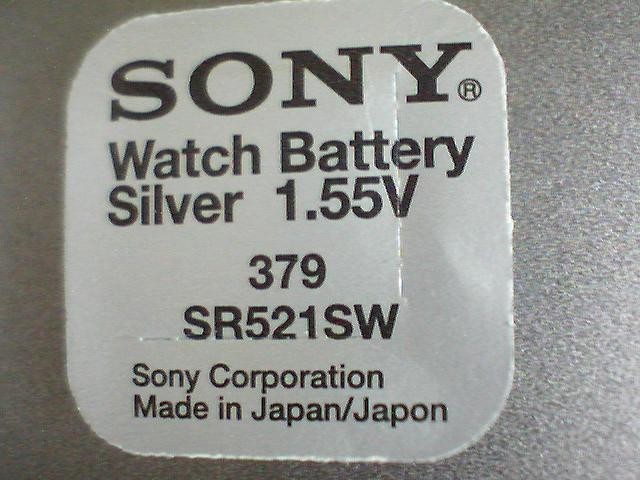 SONY®
Watch Battery
Silver 1.55V
379
SR521SW
Sony Corporation
Made in Japan/Japon